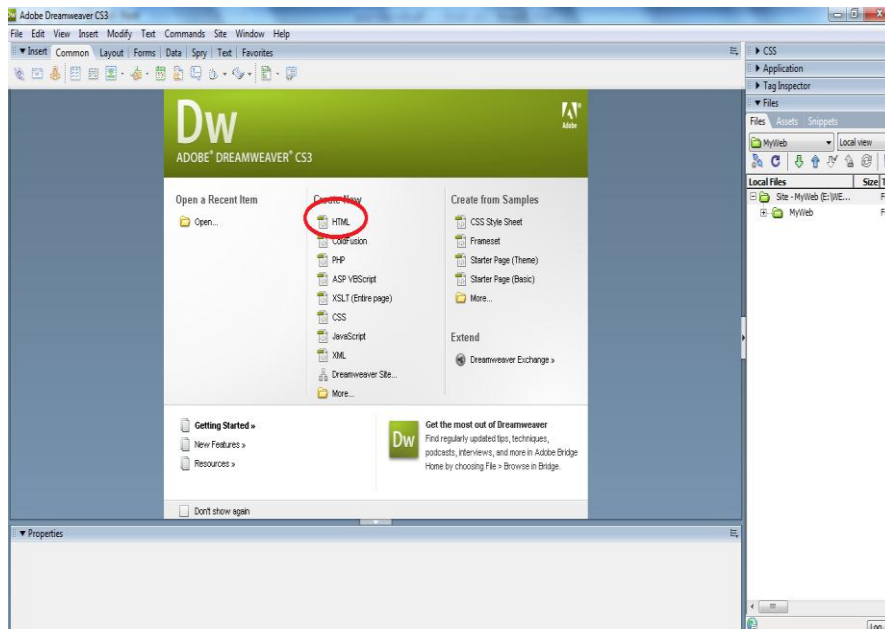 Adobe Dreamweaver CS3
File Edit View Insert Modify Text Commands Site Window Help
Insert Common Layout Forms Data Spry Text Favorites
CSS
Application
Tag Inspector
Files
Files Assets Snippets
MyWeb Local view
Local Files Size
Site - MyWeb (E:\WE...
MyWeb
Dw
ADOBE® DREAMWEAVER® CS3
Adobe
Open a Recent Item
Open...
Create New
HTML
ColdFusion
PHP
ASP VBScript
XSLT (Entire page)
CSS
JavaScript
XML
Dreamweaver Site...
More...
Create from Samples
CSS Style Sheet
Frameset
Starter Page (Theme)
Starter Page (Basic)
More...
Extend
Dreamweaver Exchange »
Getting Started »
New Features »
Resources »
Dw
Get the most out of Dreamweaver
Find regularly updated tips, techniques,
podcasts, interviews, and more in Adobe Bridge
Home by choosing File > Browse in Bridge.
Don't show again
Properties
Log